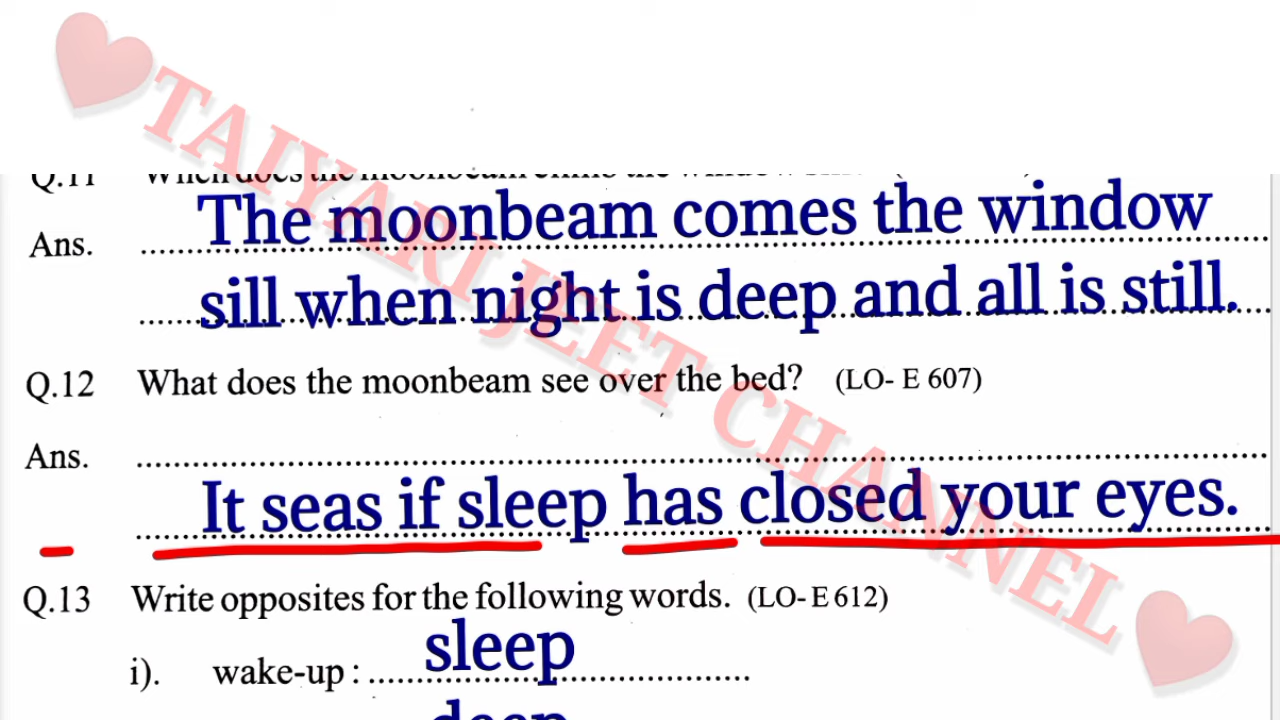 Q.11 When does the moonbeam climb the window
The moonbeam comes the window
Ans. ........................
sill when night is deep and all is still.
Q.12 What does the moonbeam see over the bed? (LO- E 607)
Ans. ........................
It seas if sleep has closed your eyes.
Q.13 Write opposites for the following words. (LO-E 612)
sleep
i). wake-up : ........................
deep
TAIYARI JEET CHANNEL